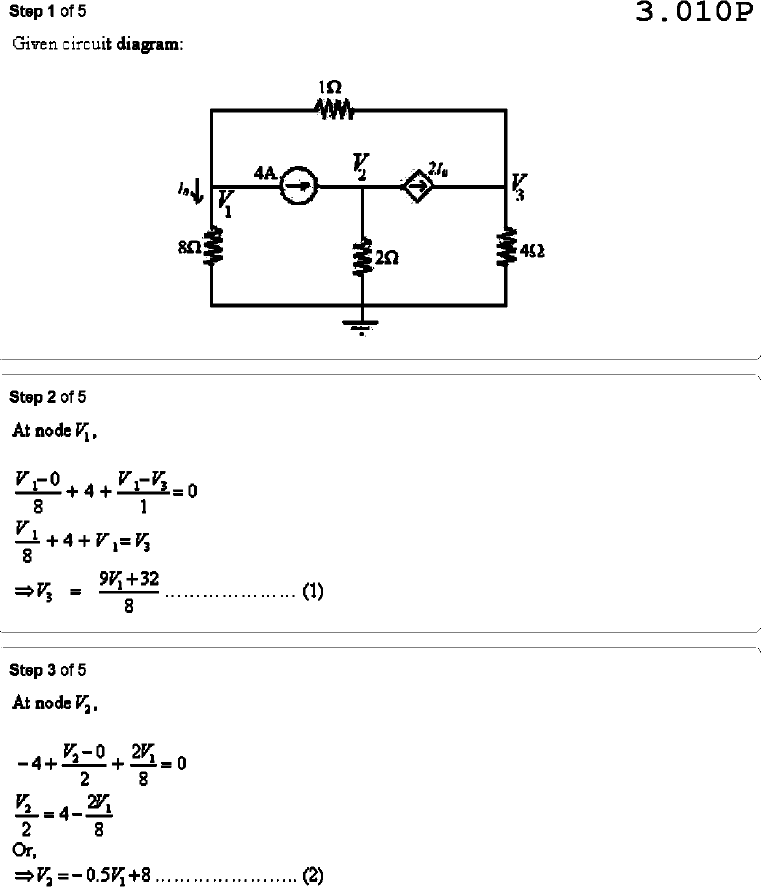 Step 1 of 5
3.010P
Given circuit diagram:
1Ω
4A
V₂
2I₀
I₀
V₁
V₃
8Ω
2Ω
4Ω
Step 2 of 5
At node V₁,
(V₁-0)/8 + 4 + (V₁-V₃)/1 = 0
V₁/8 + 4 + V₁ = V₃
⇒V₃ = (9V₁+32)/8 ..................... (1)
Step 3 of 5
At node V₂,
-4 + (V₂-0)/2 + 2V₁/8 = 0
V₂/2 = 4 - 2V₁/8
Or,
⇒V₂ = -0.5V₁+8 ....................... (2)